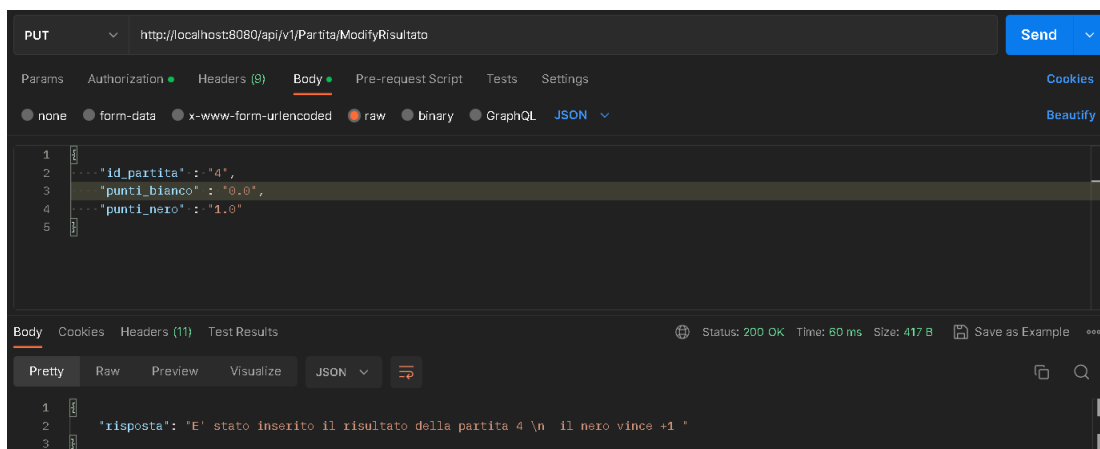 PUT http://localhost:8080/api/v1/Partita/ModifyRisultato Send
Params Authorization Headers (9) Body Pre-request Script Tests Settings Cookies
none form-data x-www-form-urlencoded raw binary GraphQL JSON Beautify
1 {
2 "id_partita" : "4",
3 "punti_bianco" : "0.0",
4 "punti_nero" : "1.0"
5 }
Body Cookies Headers (11) Test Results Status: 200 OK Time: 60 ms Size: 417 B Save as Example
Pretty Raw Preview Visualize JSON
1 {
2 "risposta": "E' stato inserito il risultato della partita 4 \n  il nero vince +1 "
3 }